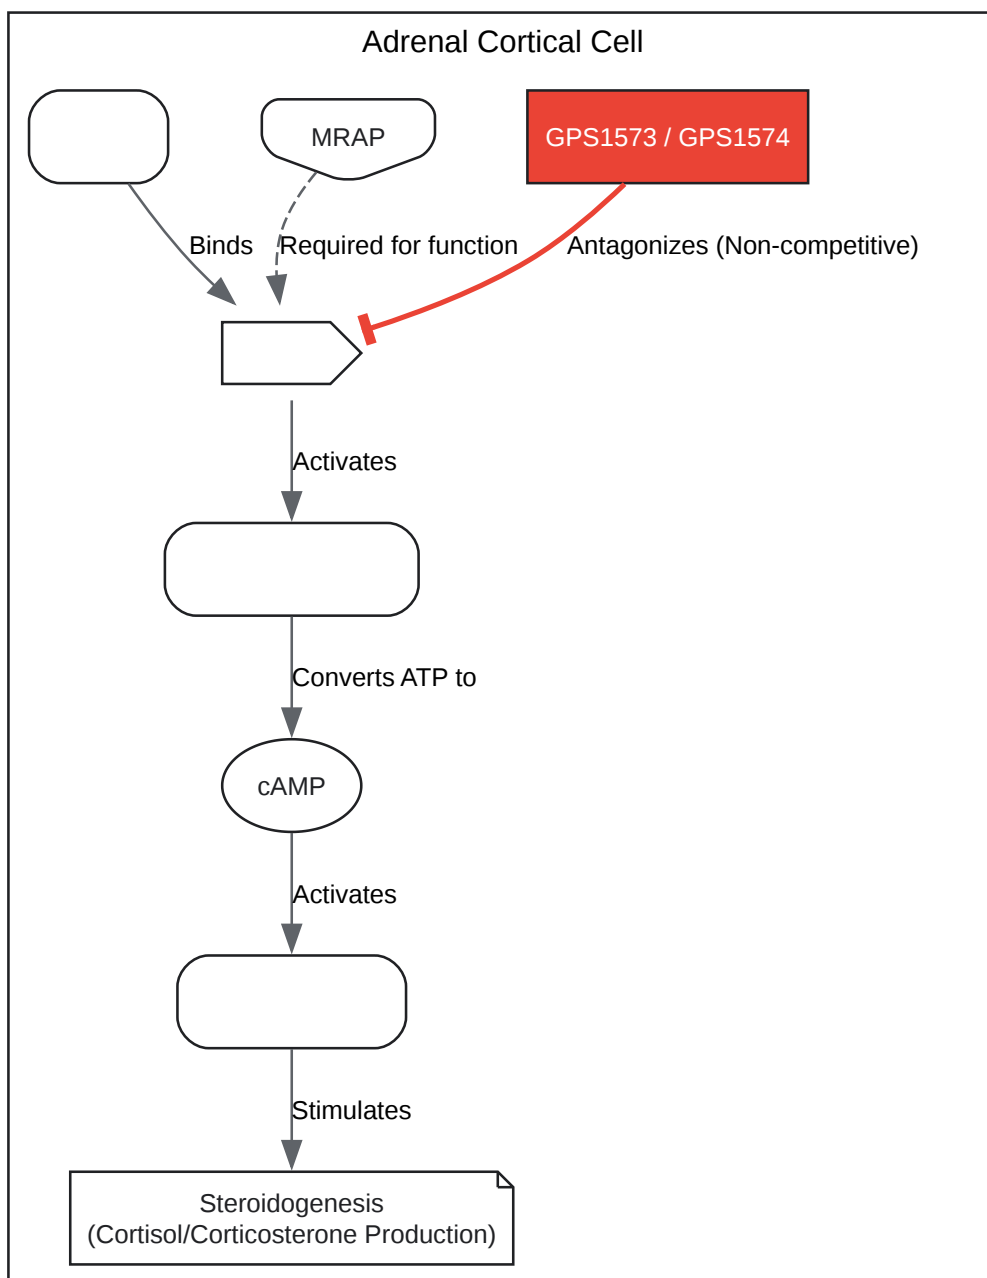 Adrenal Cortical Cell
MRAP
GPS1573 / GPS1574
Binds
Required for function
Antagonizes (Non-competitive)
Activates
Converts ATP to
cAMP
Activates
Stimulates
Steroidogenesis
(Cortisol/Corticosterone Production)